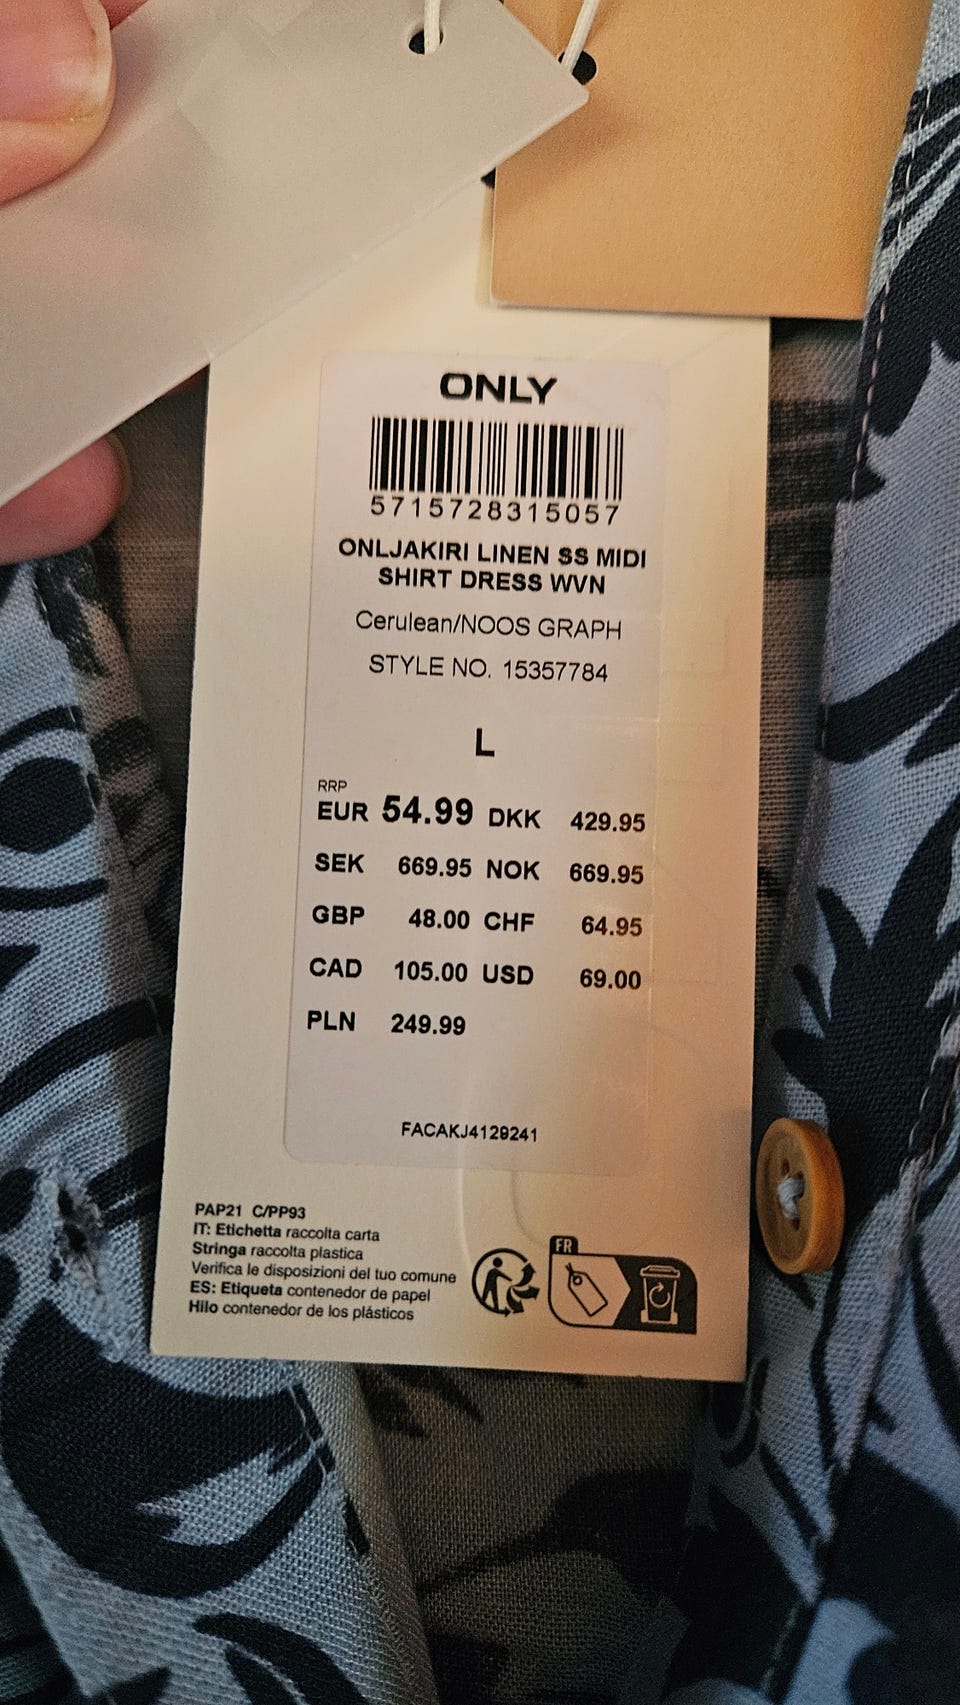 ONLY
5715728315057
ONLJAKIRI LINEN SS MIDI
SHIRT DRESS WVN
Cerulean/NOOS GRAPH
STYLE NO. 15357784
L
RRP
EUR 54.99 DKK 429.95
SEK 669.95 NOK 669.95
GBP 48.00 CHF 64.95
CAD 105.00 USD 69.00
PLN 249.99
FACAKJ4129241
PAP21 C/PP93
IT: Etichetta raccolta carta
Stringa raccolta plastica
Verifica le disposizioni del tuo comune
ES: Etiqueta contenedor de papel
Hilo contenedor de los plásticos
FR